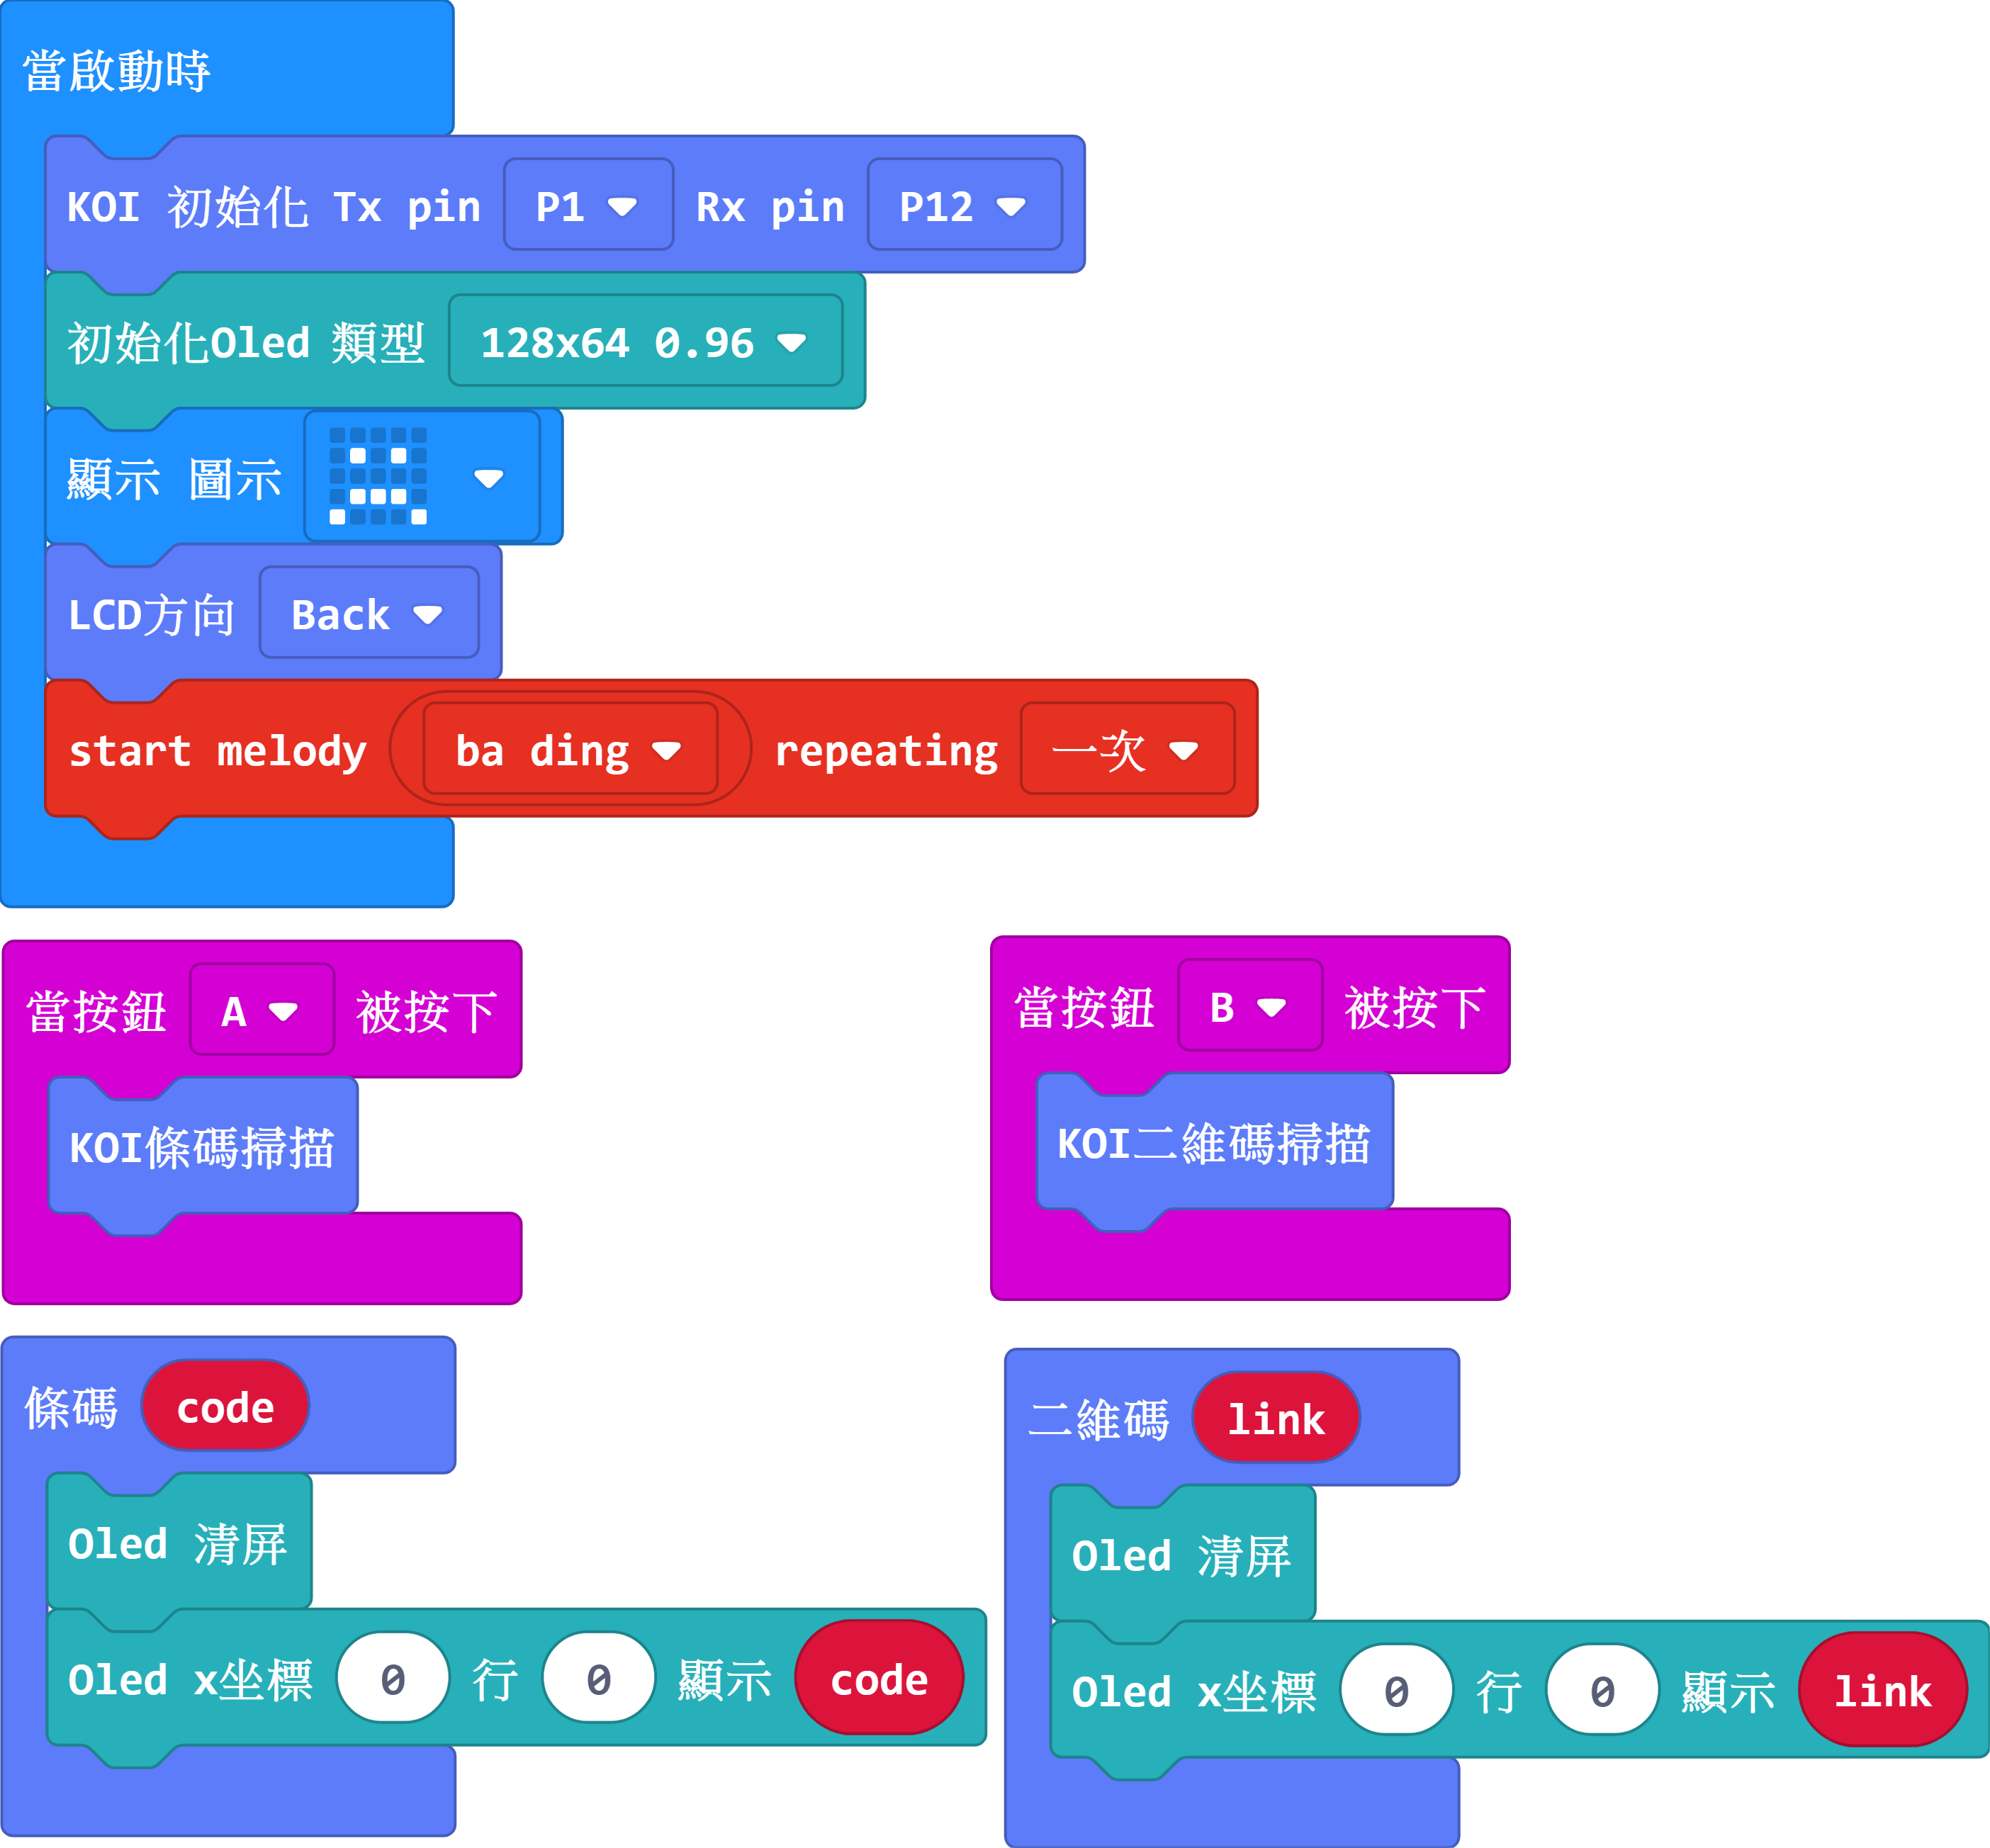 當啟動時
KOI 初始化 Tx pin P1 Rx pin P12
初始化Oled 類型 128x64 0.96
顯示 圖示
LCD方向 Back
start melody ba ding repeating 一次
當按鈕 A 被按下
KOI條碼掃描
當按鈕 B 被按下
KOI二維碼掃描
條碼 code
Oled 清屏
Oled x坐標 0 行 0 顯示 code
二維碼 link
Oled 清屏
Oled x坐標 0 行 0 顯示 link